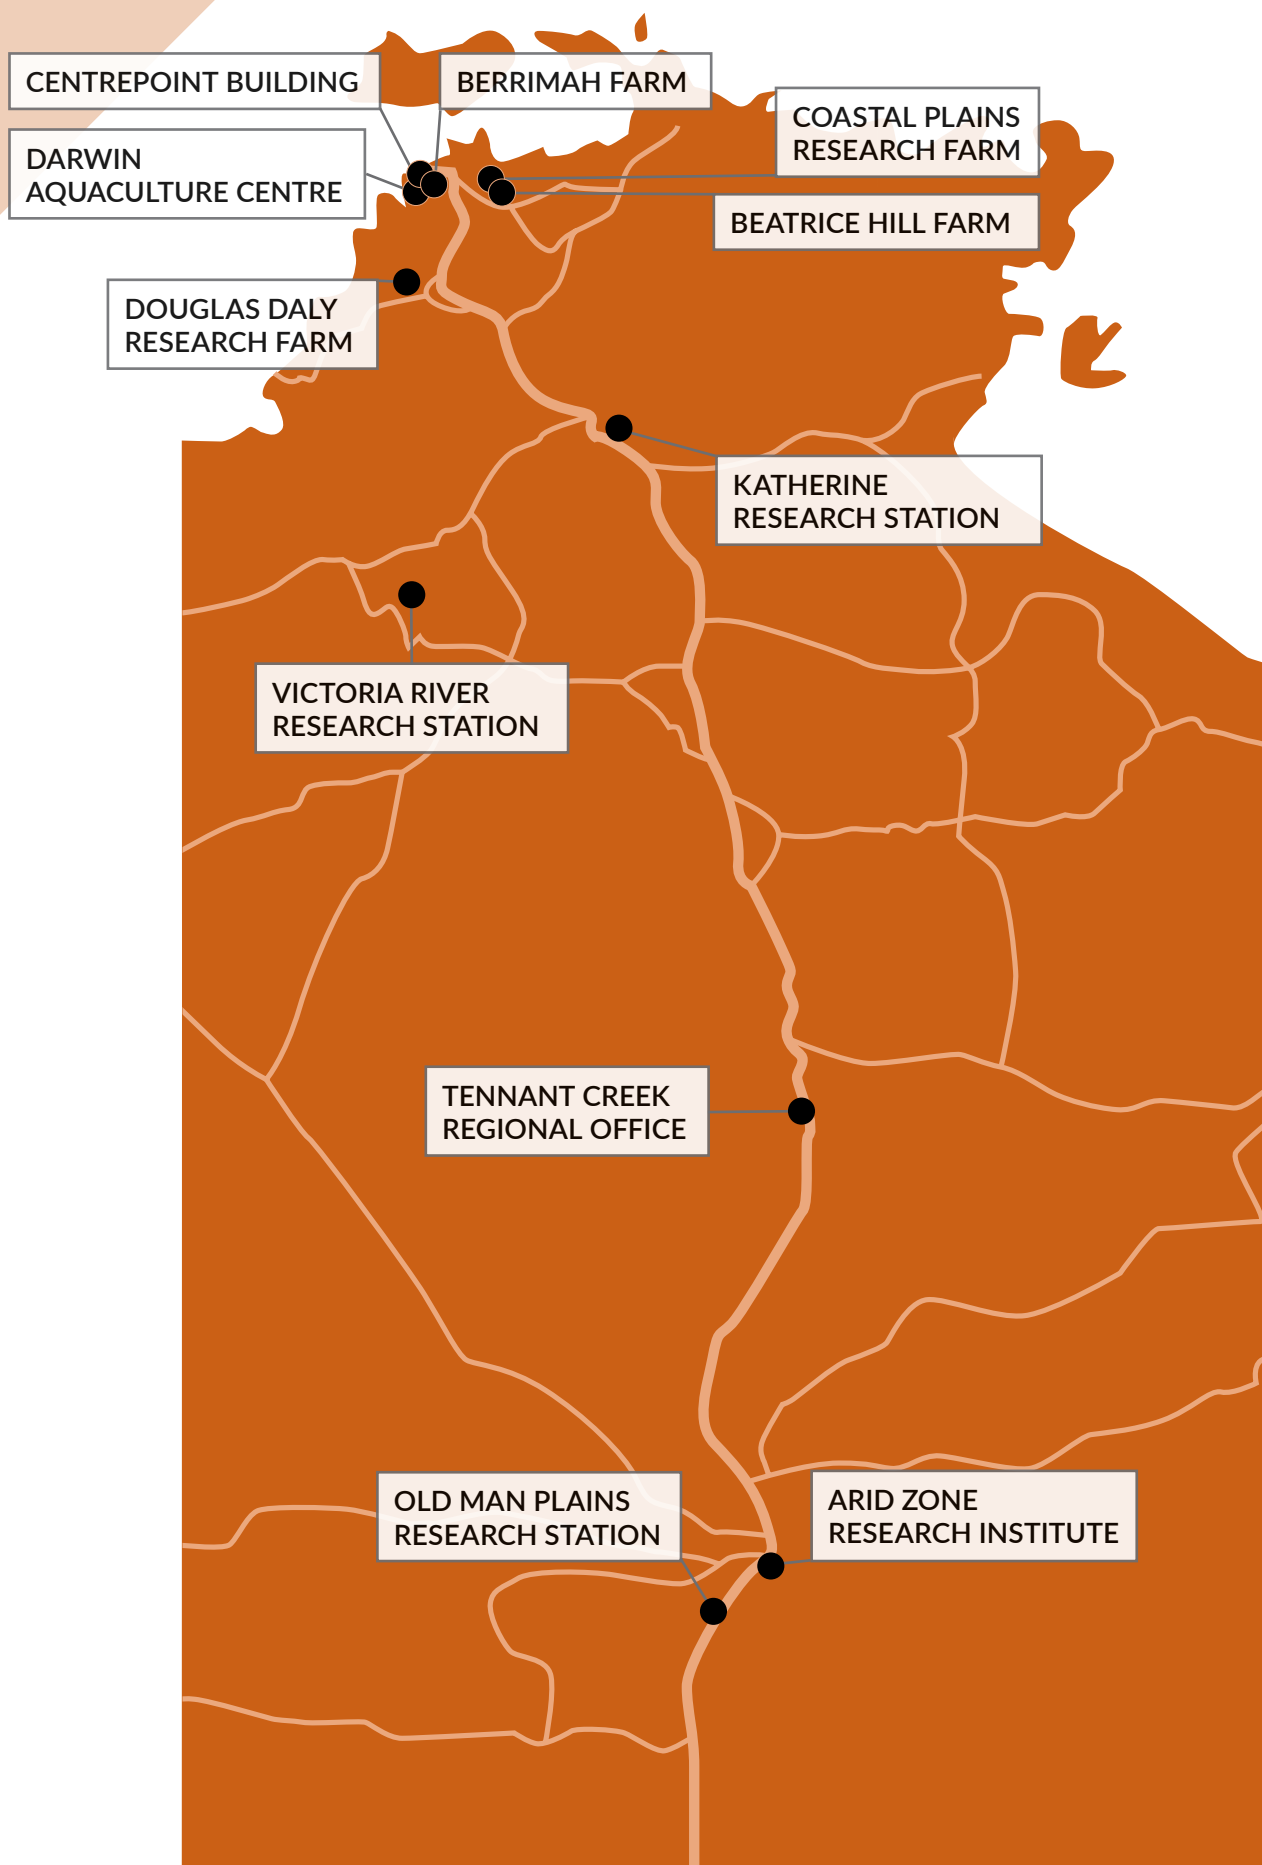 CENTREPOINT BUILDING
BERRIMAH FARM
COASTAL PLAINS
RESEARCH FARM
DARWIN
AQUACULTURE CENTRE
BEATRICE HILL FARM
DOUGLAS DALY
RESEARCH FARM
KATHERINE
RESEARCH STATION
VICTORIA RIVER
RESEARCH STATION
TENNANT CREEK
REGIONAL OFFICE
OLD MAN PLAINS
RESEARCH STATION
ARID ZONE
RESEARCH INSTITUTE